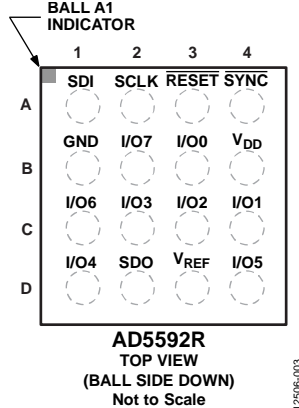 BALL A1
INDICATOR
1 2 3 4
A SDI SCLK RESET SYNC
B GND I/O7 I/O0 VDD
C I/O6 I/O3 I/O2 I/O1
D I/O4 SDO VREF I/O5
AD5592R
TOP VIEW
(BALL SIDE DOWN)
Not to Scale
12506-003